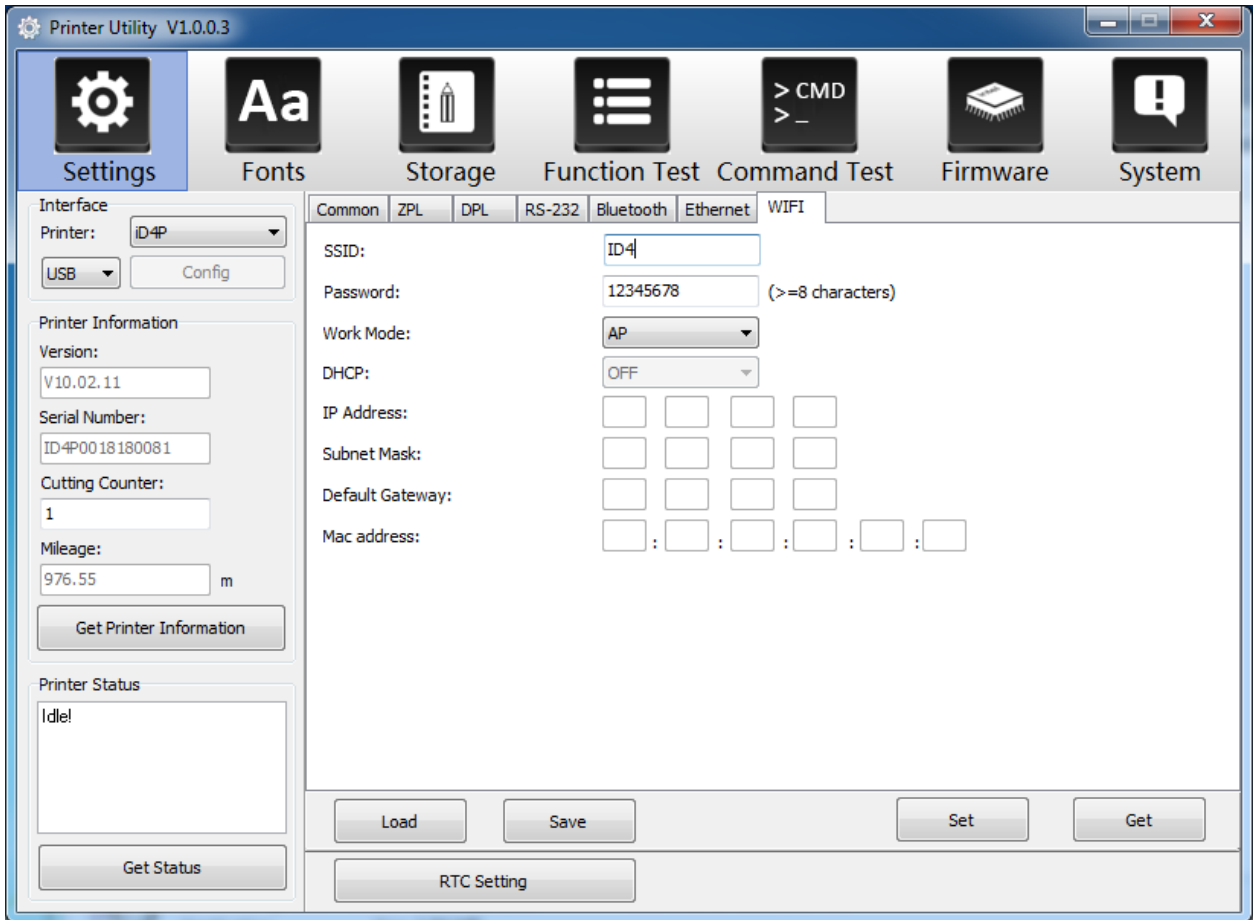 Printer Utility V1.0.0.3
> CMD
> _
Aa
Settings Fonts Storage Function Test Command Test Firmware System
Interface
Printer: iD4P
USB Config
Printer Information
Version:
V10.02.11
Serial Number:
ID4P0018180081
Cutting Counter:
1
Mileage:
976.55 m
Get Printer Information
Printer Status
Idle!
Get Status
Common ZPL DPL RS-232 Bluetooth Ethernet WIFI
SSID: ID4
Password: 12345678 (>=8 characters)
Work Mode: AP
DHCP: OFF
IP Address:
Subnet Mask:
Default Gateway:
Mac address: : : : : :
Load Save Set Get
RTC Setting